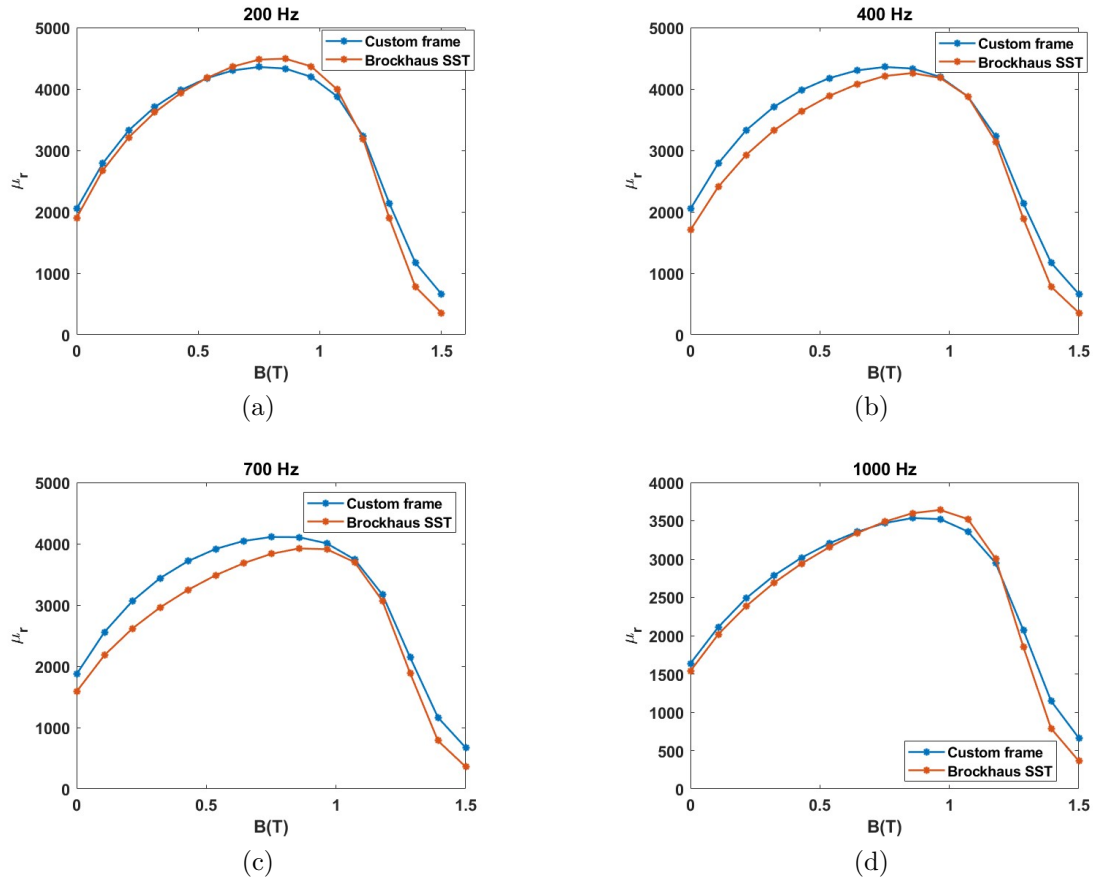 200 Hz
5000
4000
3000
2000
1000
0
μr
0 0.5 1 1.5
B(T)
Custom frame
Brockhaus SST
(a)
400 Hz
5000
4000
3000
2000
1000
0
μr
0 0.5 1 1.5
B(T)
Custom frame
Brockhaus SST
(b)
700 Hz
5000
4000
3000
2000
1000
0
μr
0 0.5 1 1.5
B(T)
Custom frame
Brockhaus SST
(c)
1000 Hz
4000
3500
3000
2500
2000
1500
1000
500
0
μr
0 0.5 1 1.5
B(T)
Custom frame
Brockhaus SST
(d)